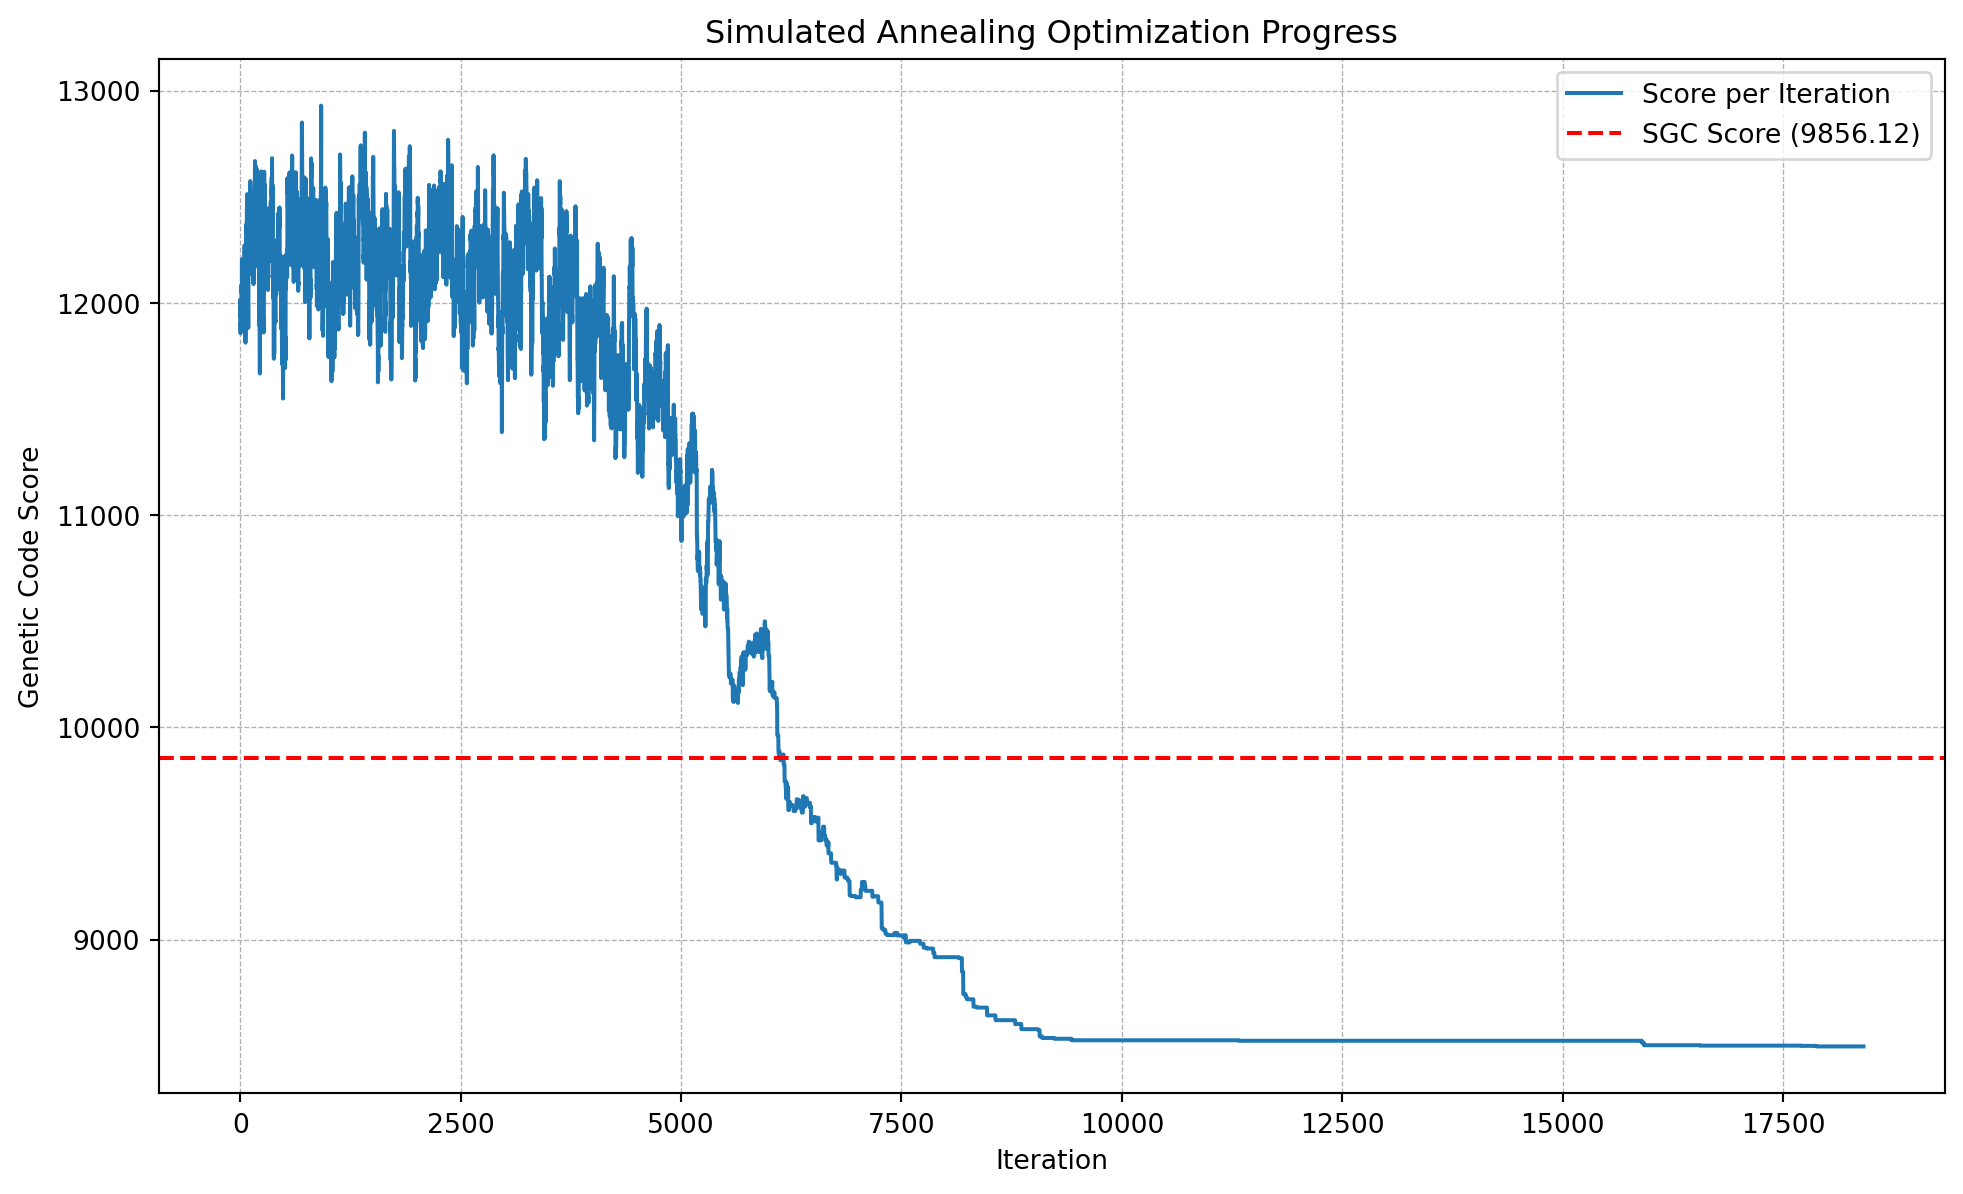 Simulated Annealing Optimization Progress
Score per Iteration
SGC Score (9856.12)
Genetic Code Score
13000
12000
11000
10000
9000
0 2500 5000 7500 10000 12500 15000 17500
Iteration